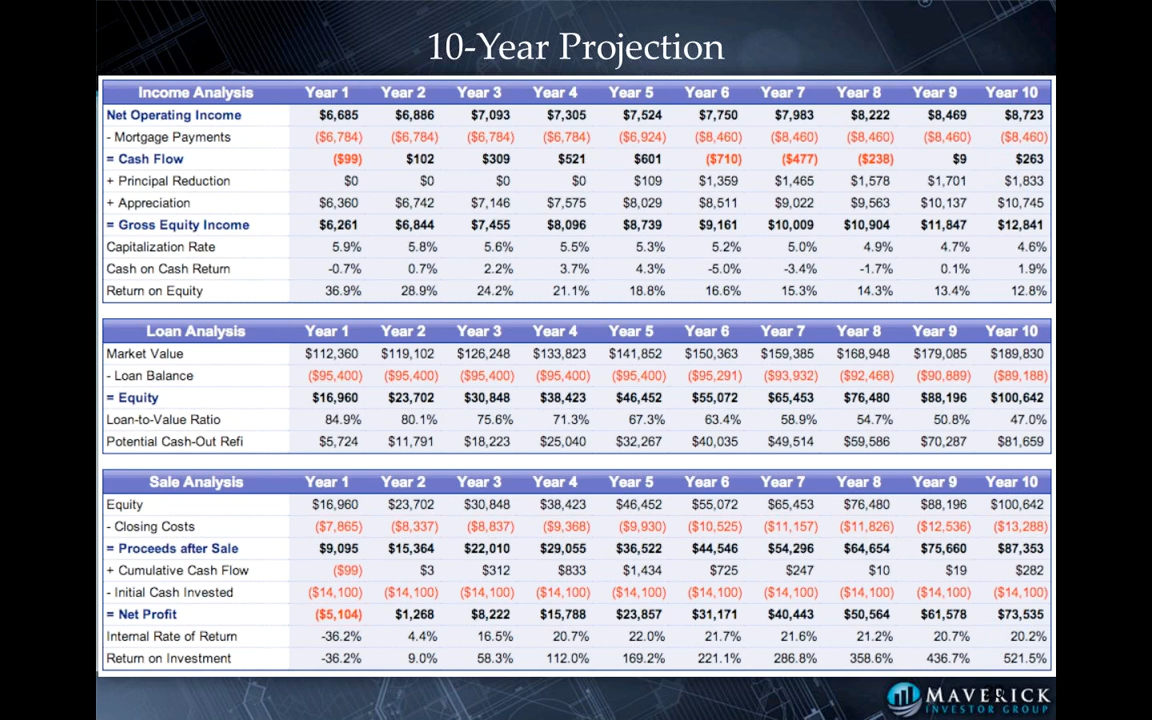 10-Year Projection
Income Analysis Year 1 Year 2 Year 3 Year 4 Year 5 Year 6 Year 7 Year 8 Year 9 Year 10
Net Operating Income $6,685 $6,886 $7,093 $7,305 $7,524 $7,750 $7,983 $8,222 $8,469 $8,723
- Mortgage Payments ($6,784) ($6,784) ($6,784) ($6,784) ($6,924) ($8,460) ($8,460) ($8,460) ($8,460) ($8,460)
= Cash Flow ($99) $102 $309 $521 $601 ($710) ($477) ($238) $9 $263
+ Principal Reduction $0 $0 $0 $0 $109 $1,359 $1,465 $1,578 $1,701 $1,833
+ Appreciation $6,360 $6,742 $7,146 $7,575 $8,029 $8,511 $9,022 $9,563 $10,137 $10,745
= Gross Equity Income $6,261 $6,844 $7,455 $8,096 $8,739 $9,161 $10,009 $10,904 $11,847 $12,841
Capitalization Rate 5.9% 5.8% 5.6% 5.5% 5.3% 5.2% 5.0% 4.9% 4.7% 4.6%
Cash on Cash Return -0.7% 0.7% 2.2% 3.7% 4.3% -5.0% -3.4% -1.7% 0.1% 1.9%
Return on Equity 36.9% 28.9% 24.2% 21.1% 18.8% 16.6% 15.3% 14.3% 13.4% 12.8%
Loan Analysis Year 1 Year 2 Year 3 Year 4 Year 5 Year 6 Year 7 Year 8 Year 9 Year 10
Market Value $112,360 $119,102 $126,248 $133,823 $141,852 $150,363 $159,385 $168,948 $179,085 $189,830
- Loan Balance ($95,400) ($95,400) ($95,400) ($95,400) ($95,400) ($95,291) ($93,932) ($92,468) ($90,889) ($89,188)
= Equity $16,960 $23,702 $30,848 $38,423 $46,452 $55,072 $65,453 $76,480 $88,196 $100,642
Loan-to-Value Ratio 84.9% 80.1% 75.6% 71.3% 67.3% 63.4% 58.9% 54.7% 50.8% 47.0%
Potential Cash-Out Refi $5,724 $11,791 $18,223 $25,040 $32,267 $40,035 $49,514 $59,586 $70,287 $81,659
Sale Analysis Year 1 Year 2 Year 3 Year 4 Year 5 Year 6 Year 7 Year 8 Year 9 Year 10
Equity $16,960 $23,702 $30,848 $38,423 $46,452 $55,072 $65,453 $76,480 $88,196 $100,642
- Closing Costs ($7,865) ($8,337) ($8,837) ($9,368) ($9,930) ($10,525) ($11,157) ($11,826) ($12,536) ($13,288)
= Proceeds after Sale $9,095 $15,364 $22,010 $29,055 $36,522 $44,546 $54,296 $64,654 $75,660 $87,353
+ Cumulative Cash Flow ($99) $3 $312 $833 $1,434 $725 $247 $10 $19 $282
- Initial Cash Invested ($14,100) ($14,100) ($14,100) ($14,100) ($14,100) ($14,100) ($14,100) ($14,100) ($14,100) ($14,100)
= Net Profit ($5,104) $1,268 $8,222 $15,788 $23,857 $31,171 $40,443 $50,564 $61,578 $73,535
Internal Rate of Return -36.2% 4.4% 16.5% 20.7% 22.0% 21.7% 21.6% 21.2% 20.7% 20.2%
Return on Investment -36.2% 9.0% 58.3% 112.0% 169.2% 221.1% 286.8% 358.6% 436.7% 521.5%
MAVERICK
INVESTOR GROUP